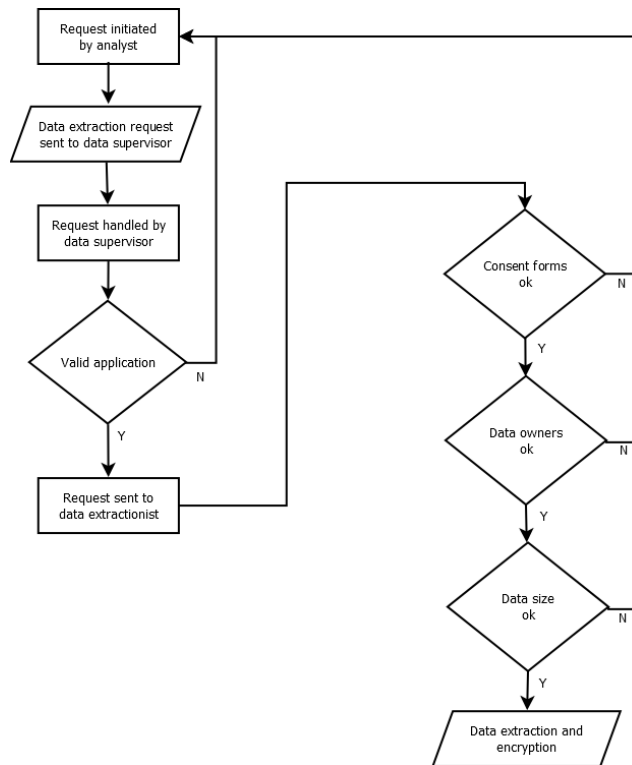 Request initiated
by analyst
Data extraction request
sent to data supervisor
Request handled by
data supervisor
Valid application
N
Y
Request sent to
data extractionist
Consent forms
ok
N
Y
Data owners
ok
N
Y
Data size
ok
N
Y
Data extraction and
encryption